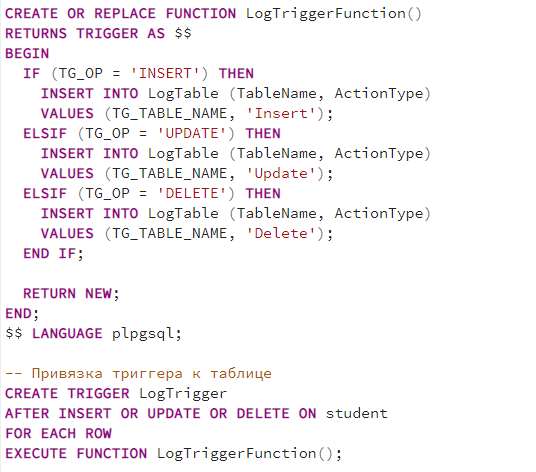 CREATE OR REPLACE FUNCTION LogTriggerFunction()
RETURNS TRIGGER AS $$
BEGIN
  IF (TG_OP = 'INSERT') THEN
    INSERT INTO LogTable (TableName, ActionType)
    VALUES (TG_TABLE_NAME, 'Insert');
  ELSIF (TG_OP = 'UPDATE') THEN
    INSERT INTO LogTable (TableName, ActionType)
    VALUES (TG_TABLE_NAME, 'Update');
  ELSIF (TG_OP = 'DELETE') THEN
    INSERT INTO LogTable (TableName, ActionType)
    VALUES (TG_TABLE_NAME, 'Delete');
  END IF;

  RETURN NEW;
END;
$$ LANGUAGE plpgsql;

-- Привязка триггера к таблице
CREATE TRIGGER LogTrigger
AFTER INSERT OR UPDATE OR DELETE ON student
FOR EACH ROW
EXECUTE FUNCTION LogTriggerFunction();